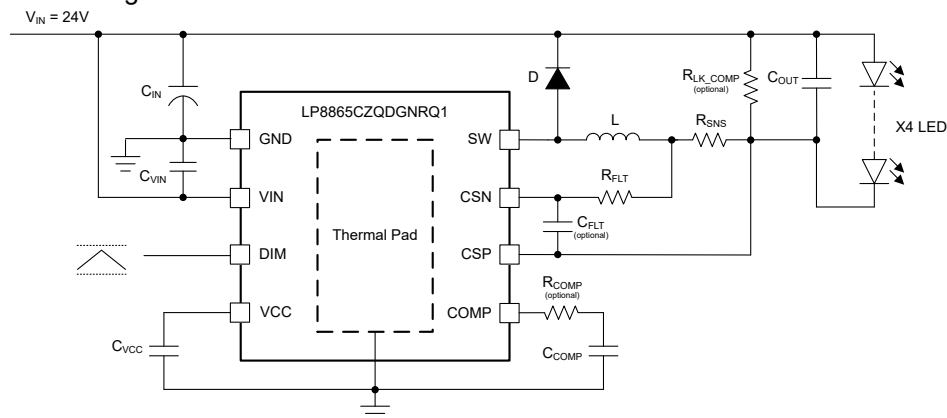 V_IN = 24V
D
R_LK_COMP
(optional)
C_OUT
C_IN
LP8865CZQDGNRQ1
X4 LED
GND
SW
L
R_SNS
C_VIN
R_FLT
VIN
CSN
C_FLT
(optional)
Thermal Pad
DIM
CSP
R_COMP
(optional)
VCC
COMP
C_VCC
C_COMP